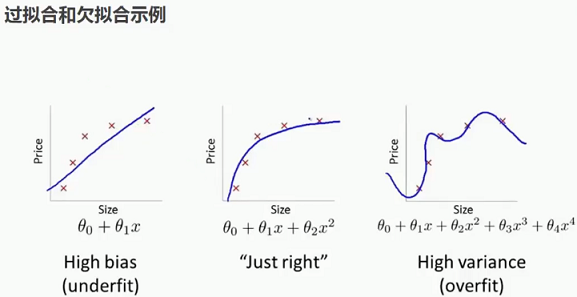 过拟合和欠拟合示例
Price
Size
θ₀ + θ₁x
High bias
(underfit)
Price
Size
θ₀ + θ₁x + θ₂x²
“Just right”
Price
Size
θ₀ + θ₁x + θ₂x² + θ₃x³ + θ₄x⁴
High variance
(overfit)